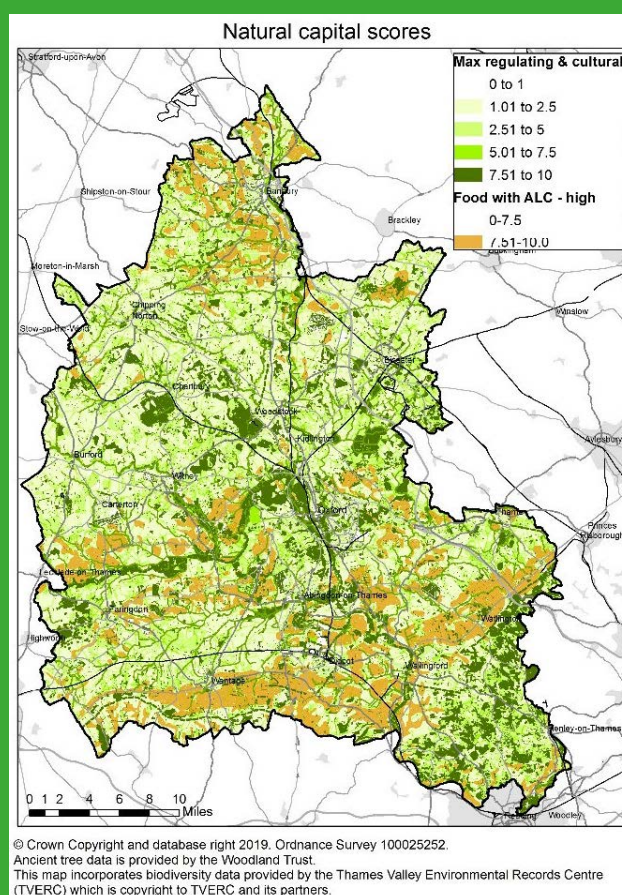 Natural capital scores
Stratford-upon-Avon
Max regulating & cultural
0 to 1
1.01 to 2.5
2.51 to 5
5.01 to 7.5
7.51 to 10
Food with ALC - high
0-7.5
7.51-10.0
Shipston-on-Stour
Banbury
Brackley
Buckingham
Moreton-in-Marsh
Chipping
Norton
Winslow
Stow-on-the-Wold
Bicester
Charlbury
Woodstock
Kidlington
Aylesbury
Burford
Witney
Carterton
Oxford
Thame
Princes
Risborough
Lechlade-on-Thames
Abingdon-on-Thames
Faringdon
Watlington
Highworth
Didcot
Wallingford
Wantage
Henley-on-Thames
0 1 2 4 6 8 10
Miles
Reading
Woodley
© Crown Copyright and database right 2019. Ordnance Survey 100025252.
Ancient tree data is provided by the Woodland Trust.
This map incorporates biodiversity data provided by the Thames Valley Environmental Records Centre
(TVERC) which is copyright to TVERC and its partners.